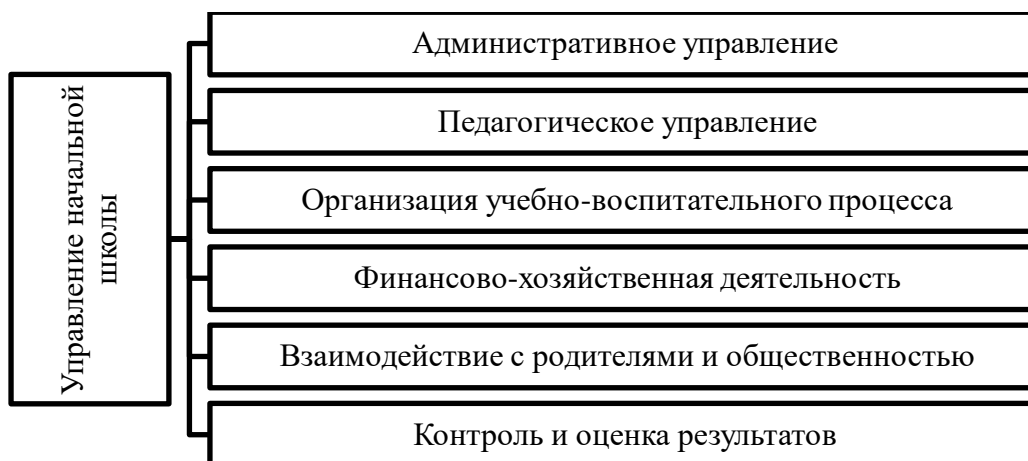 Управление начальной
школы
Административное управление
Педагогическое управление
Организация учебно-воспитательного процесса
Финансово-хозяйственная деятельность
Взаимодействие с родителями и общественностью
Контроль и оценка результатов